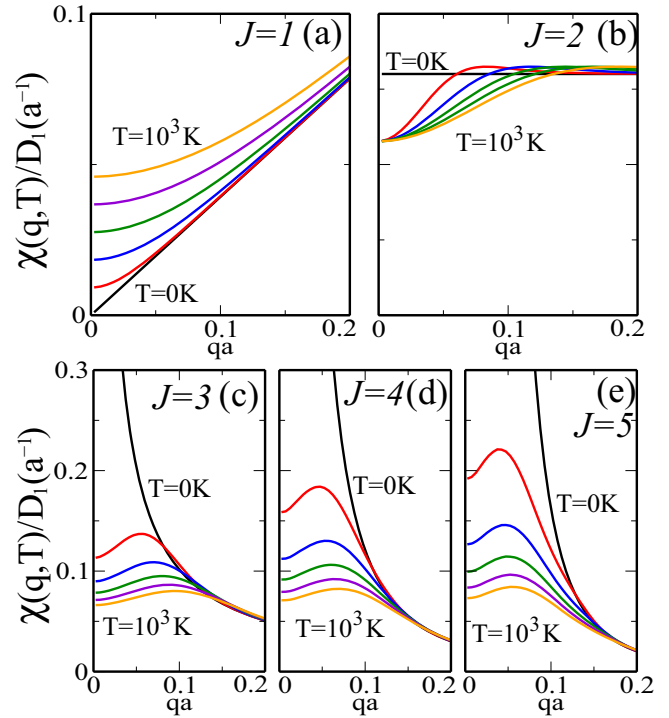 J=1 (a)
J=2 (b)
0.1
0
χ(q,T)/D₁(a⁻¹)
T=10³K
T=0K
0.1
0.2
qa
T=0K
T=10³K
0
0.1
0.2
qa
0.3
0.2
0.1
0
χ(q,T)/D₁(a⁻¹)
J=3 (c)
T=0K
T=10³K
0
0.1
0.2
qa
J=4 (d)
T=0K
T=10³K
0
0.1
0.2
qa
(e)
J=5
T=0K
T=10³K
0
0.1
0.2
qa